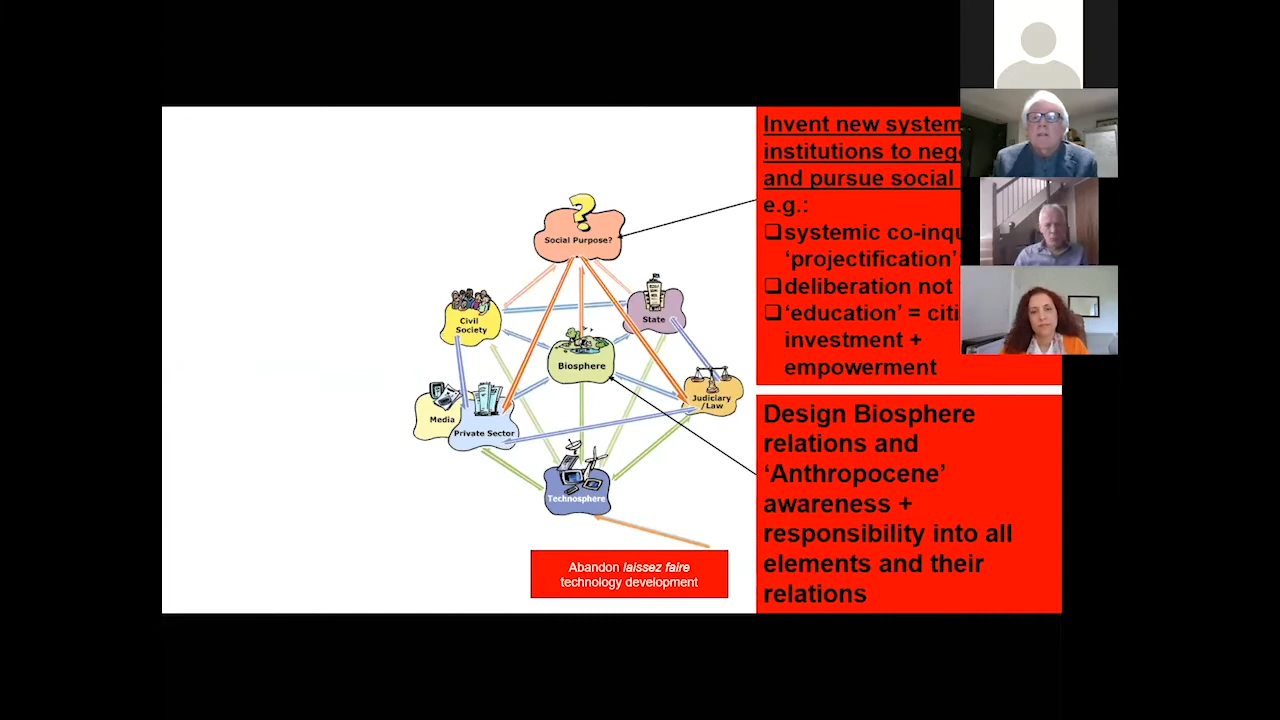 Invent new system
institutions to neg
and pursue social
e.g.:
❑systemic co-inqu
‘projectification’
❑deliberation not
❑‘education’ = citi
investment +
empowerment
?
Social Purpose?
Civil
Society
State
Biosphere
Judiciary
/Law
Media
Private Sector
Technosphere
Design Biosphere
relations and
‘Anthropocene’
awareness +
responsibility into all
elements and their
relations
Abandon laissez faire
technology development